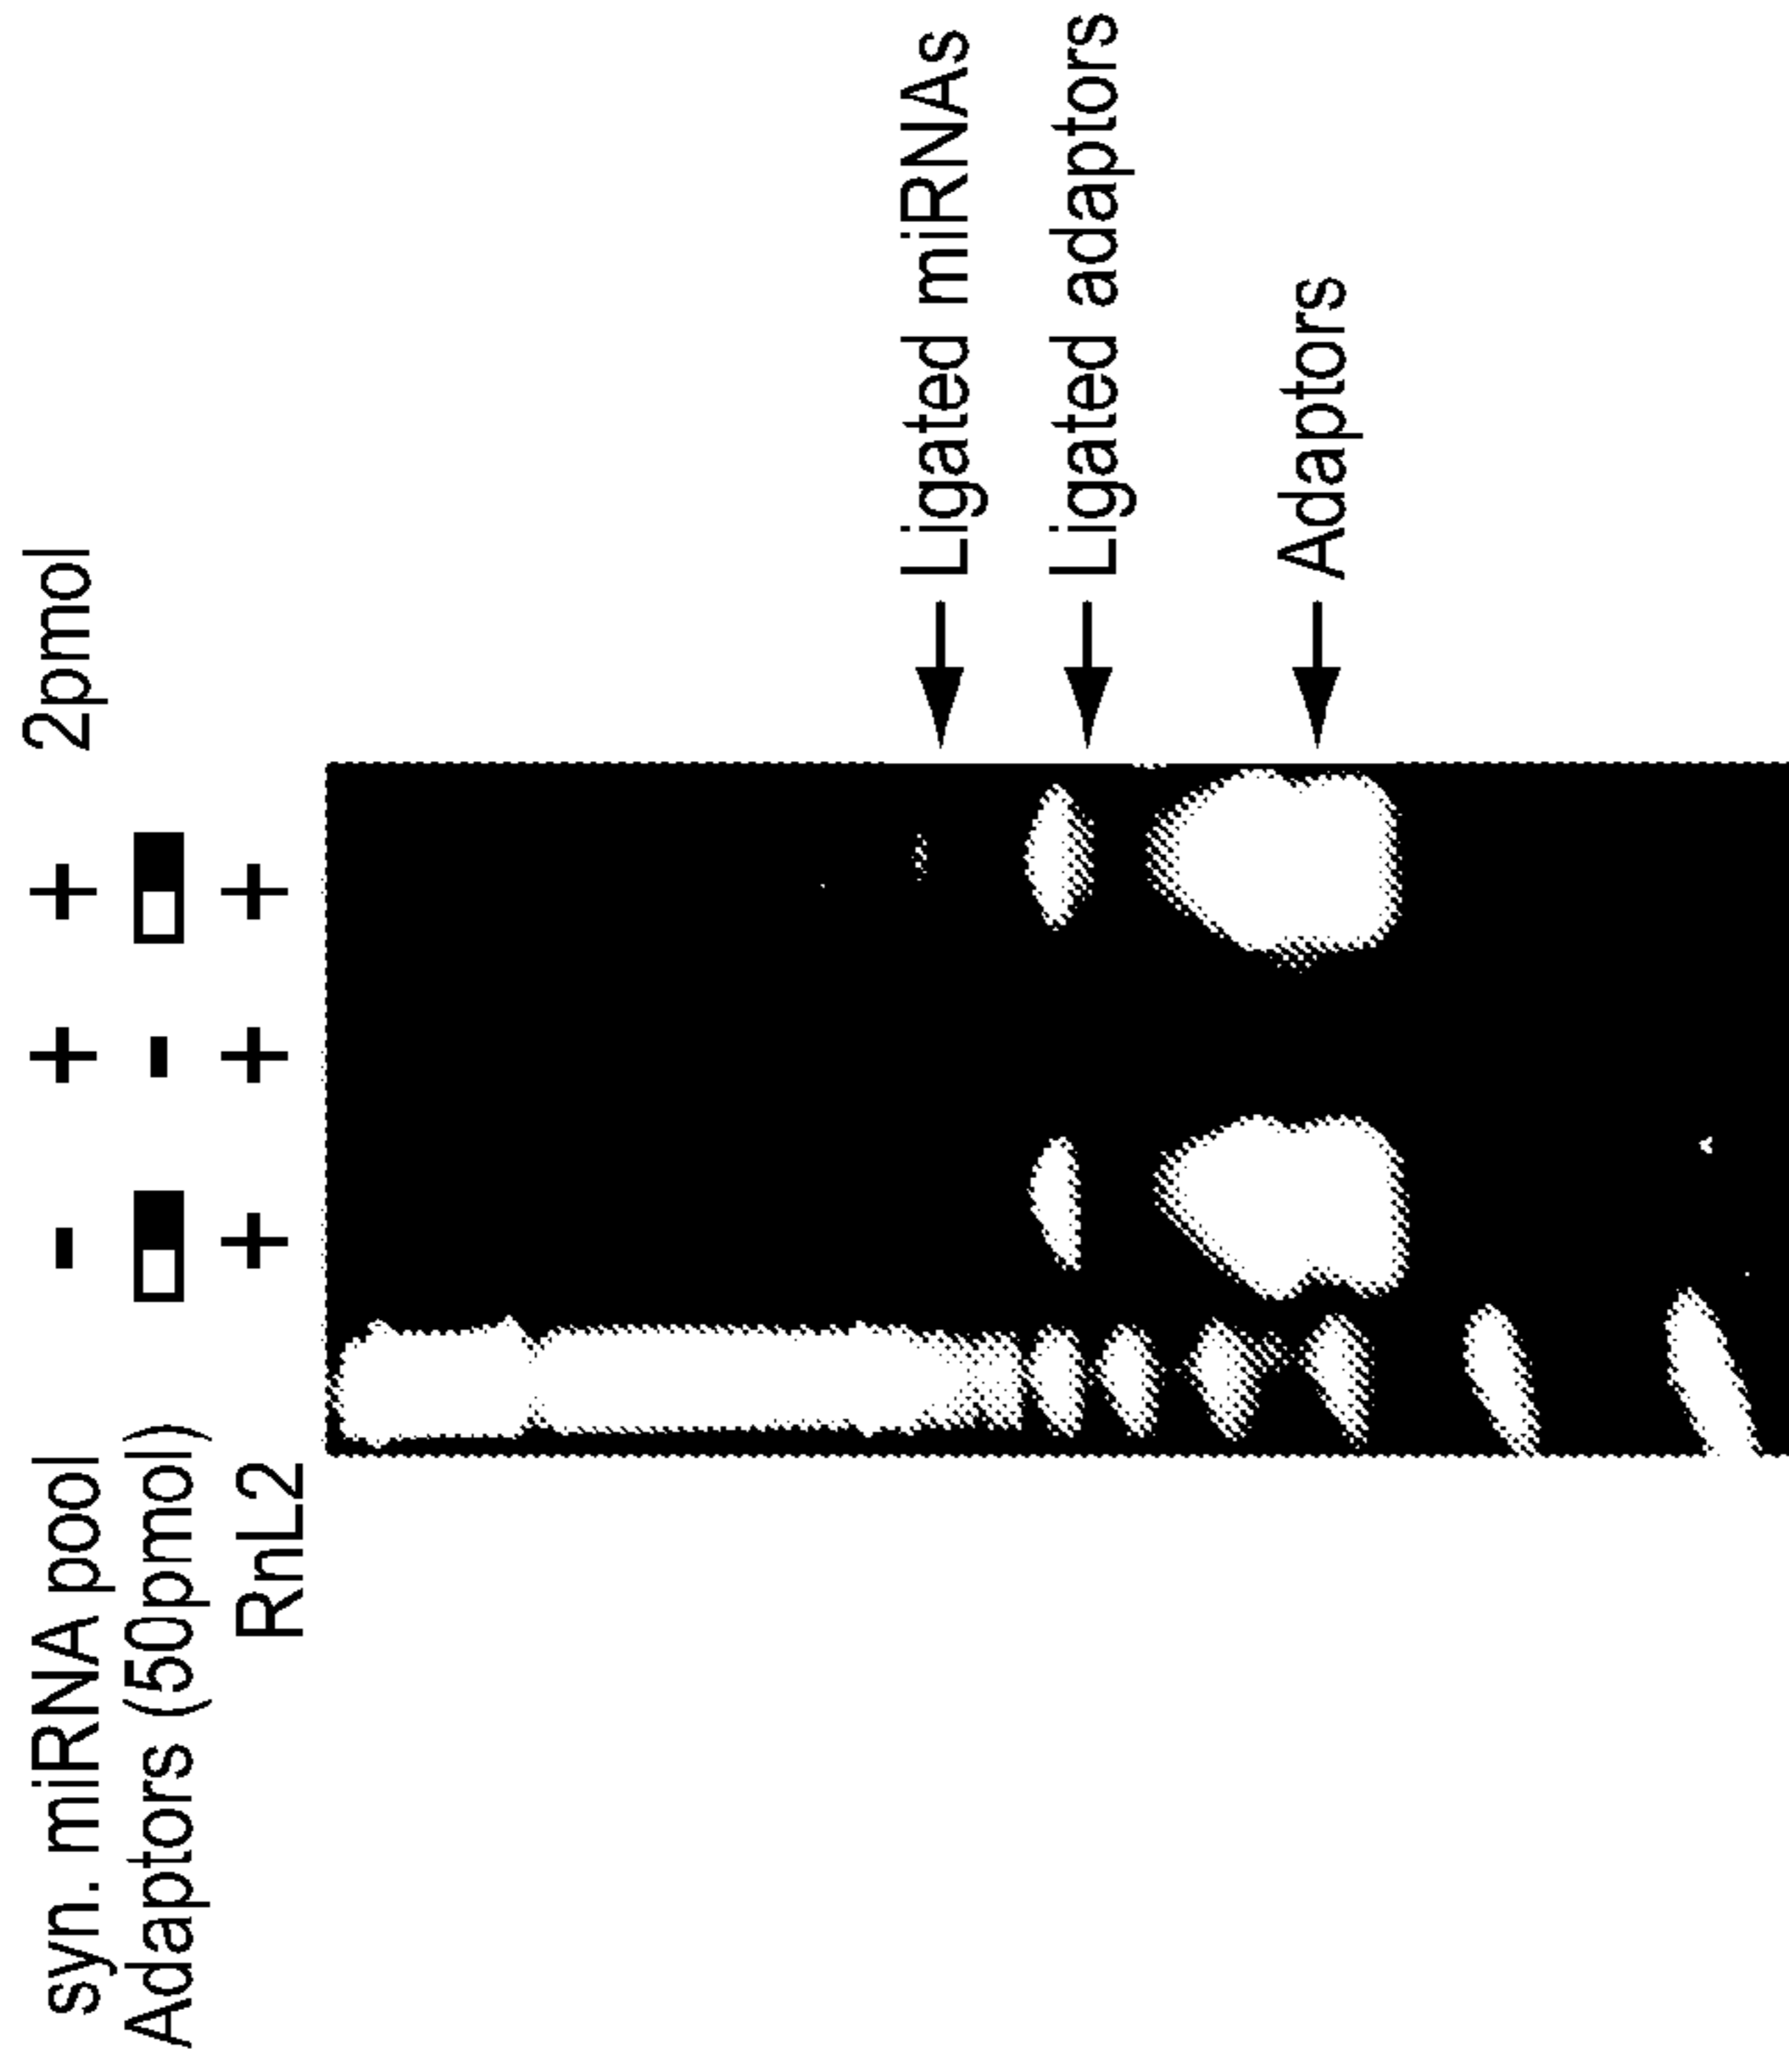 syn. miRNA pool - + + 2pmol
Adaptors (50pmol) -
RnL2 + + +
Ligated miRNAs
Ligated adaptors
Adaptors